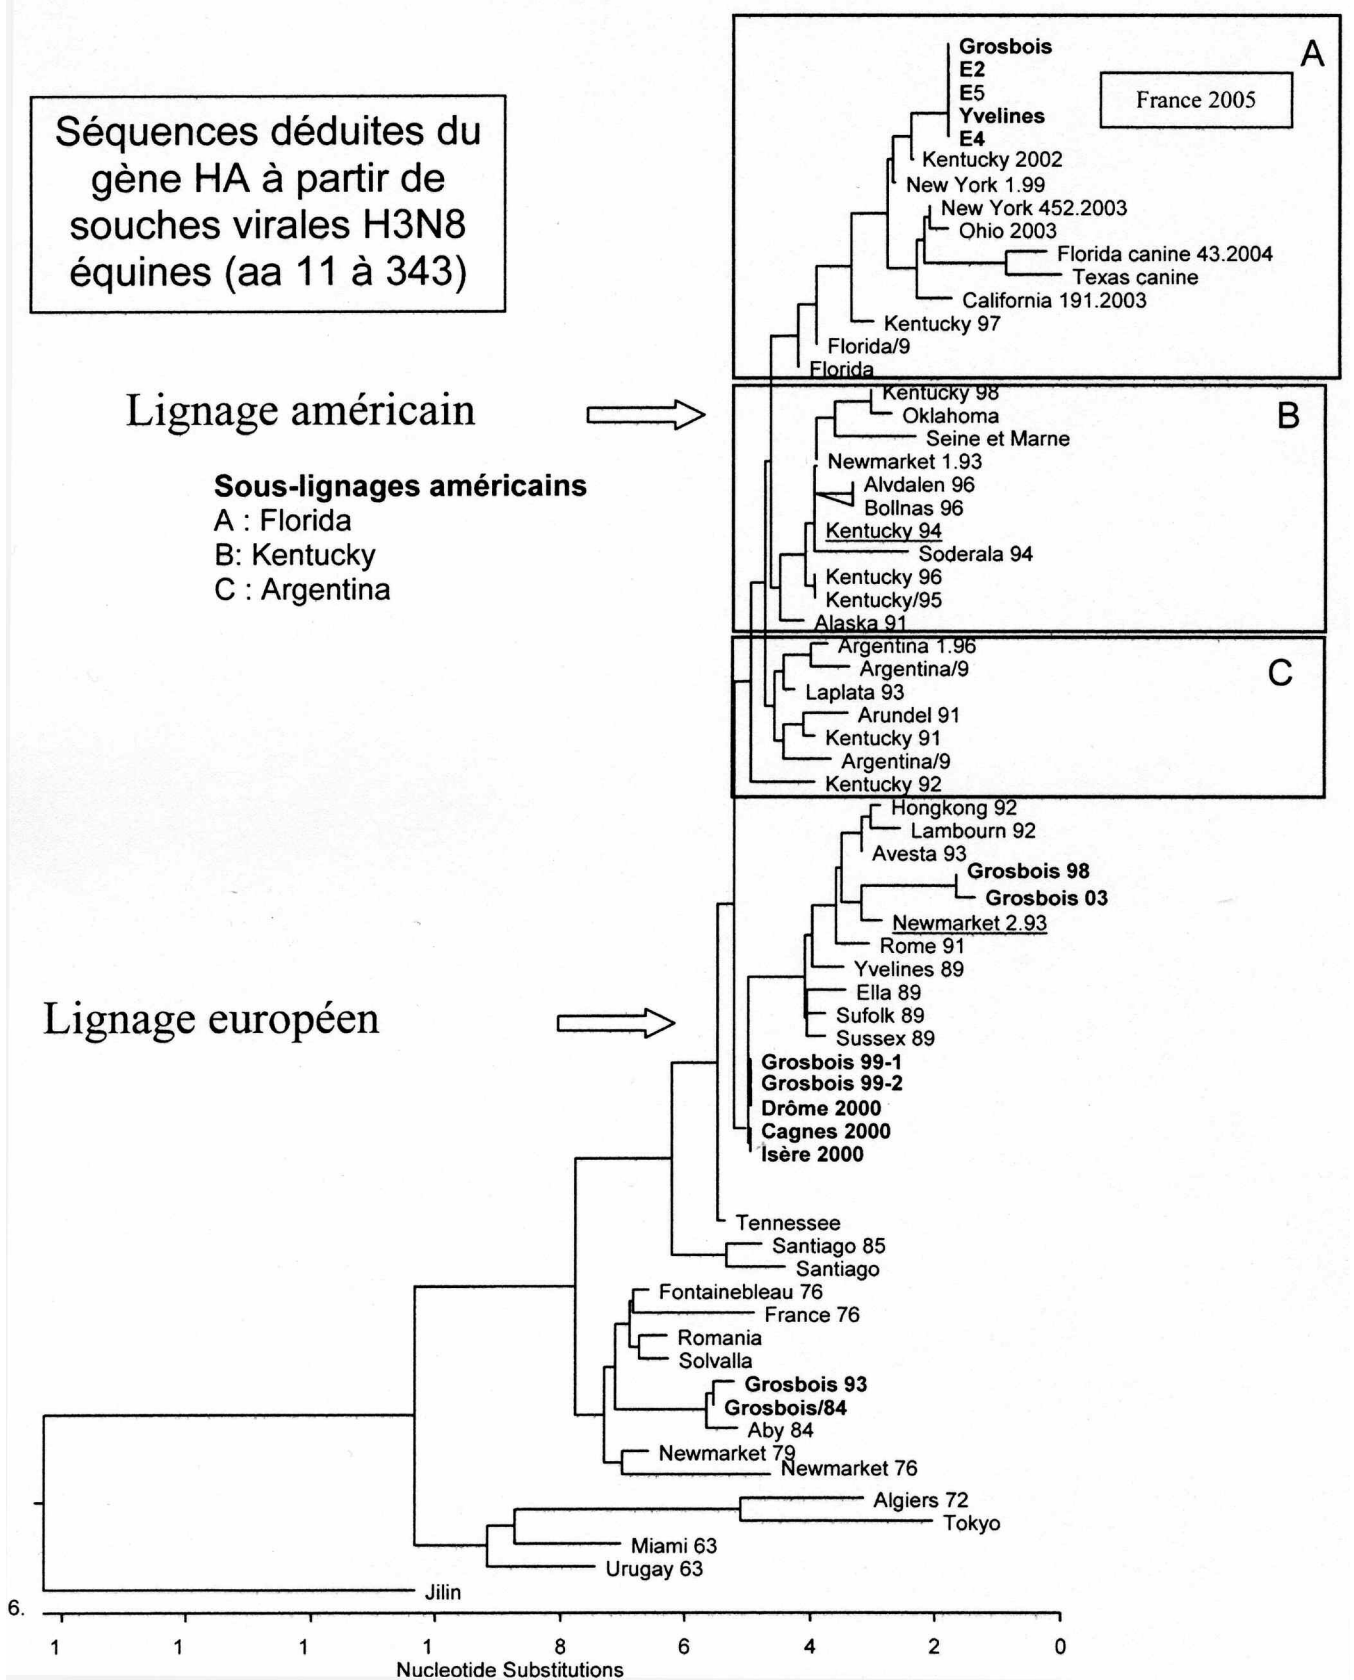 Séquences déduites du
gène HA à partir de
souches virales H3N8
équines (aa 11 à 343)
A
France 2005
Grosbois
E2
E5
Yvelines
E4
Kentucky 2002
New York 1.99
New York 452.2003
Ohio 2003
Florida canine 43.2004
Texas canine
California 191.2003
Kentucky 97
Florida/9
Florida
Lignage américain
Sous-lignages américains
A : Florida
B: Kentucky
C : Argentina
B
Kentucky 98
Oklahoma
Seine et Marne
Newmarket 1.93
Alvdalen 96
Bollnas 96
Kentucky 94
Soderala 94
Kentucky 96
Kentucky/95
Alaska 91
C
Argentina 1.96
Argentina/9
Laplata 93
Arundel 91
Kentucky 91
Argentina/9
Kentucky 92
Lignage européen
Hongkong 92
Lambourn 92
Avesta 93
Grosbois 98
Grosbois 03
Newmarket 2.93
Rome 91
Yvelines 89
Ella 89
Sufolk 89
Sussex 89
Grosbois 99-1
Grosbois 99-2
Drôme 2000
Cagnes 2000
Isère 2000
Tennessee
Santiago 85
Santiago
Fontainebleau 76
France 76
Romania
Solvalla
Grosbois 93
Grosbois/84
Aby 84
Newmarket 79
Newmarket 76
Algiers 72
Tokyo
Miami 63
Urugay 63
Jilin
6.
1 1 1 1 8 6 4 2 0
Nucleotide Substitutions